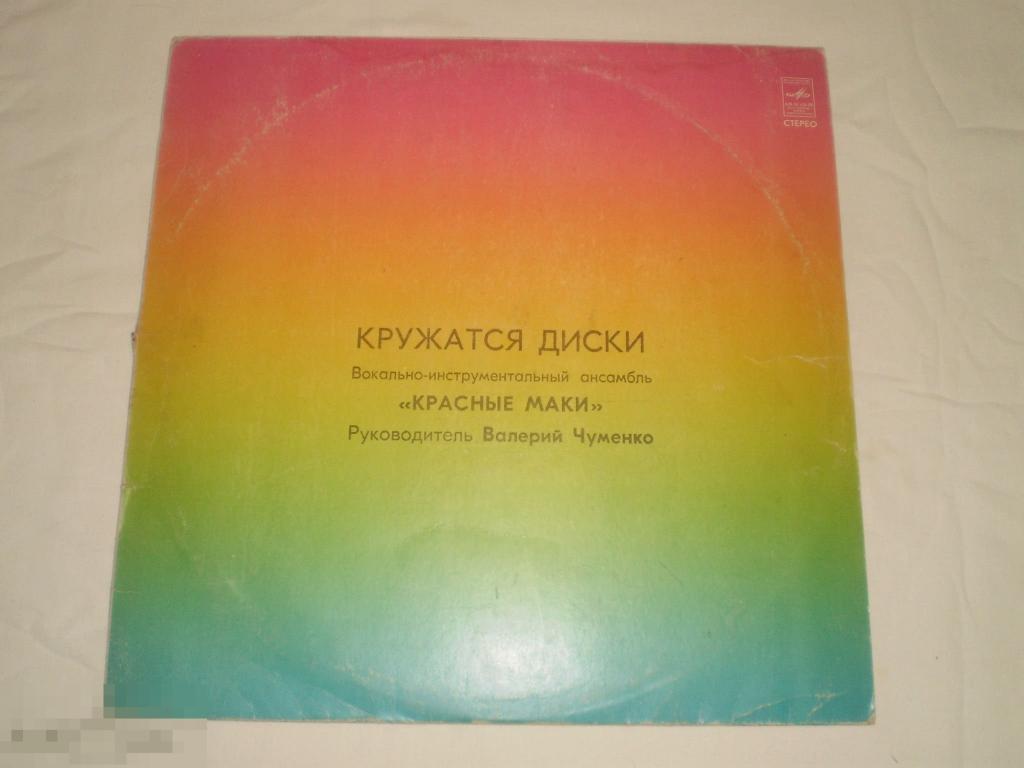 СТЕРЕО
КРУЖАТСЯ ДИСКИ
Вокально-инструментальный ансамбль
«КРАСНЫЕ МАКИ»
Руководитель Валерий Чуменко